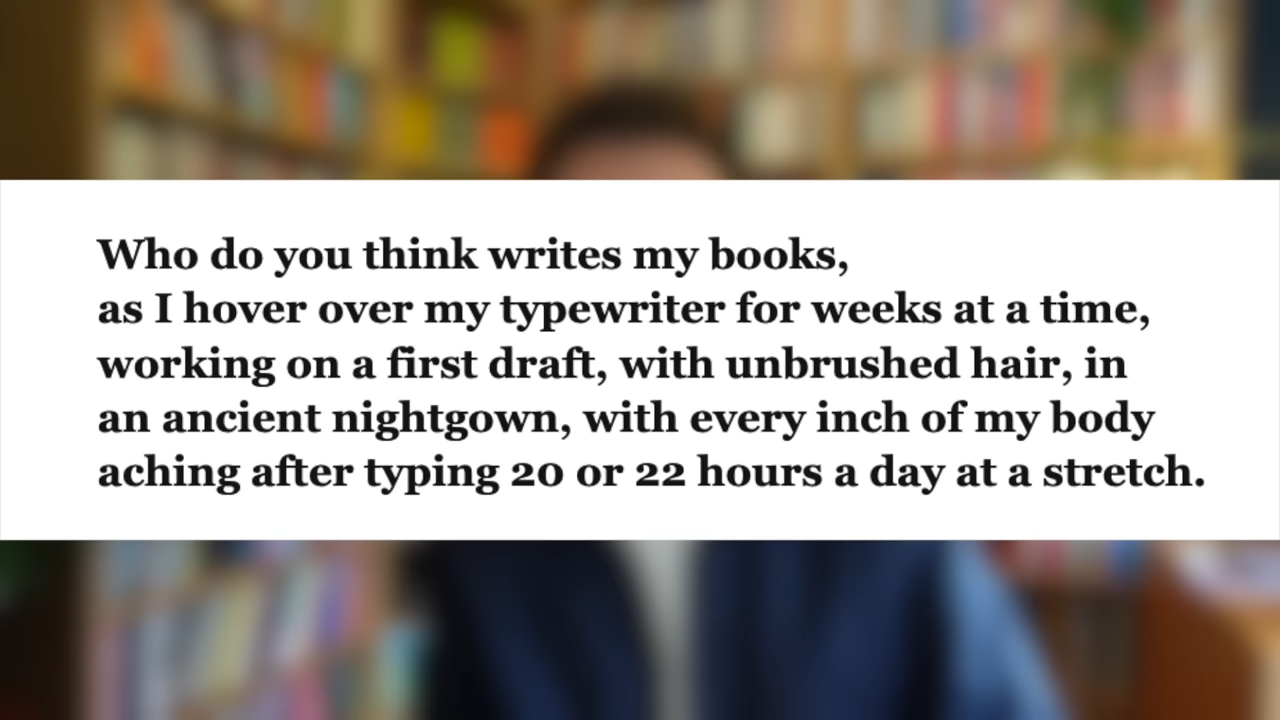 Who do you think writes my books,
as I hover over my typewriter for weeks at a time,
working on a first draft, with unbrushed hair, in
an ancient nightgown, with every inch of my body
aching after typing 20 or 22 hours a day at a stretch.